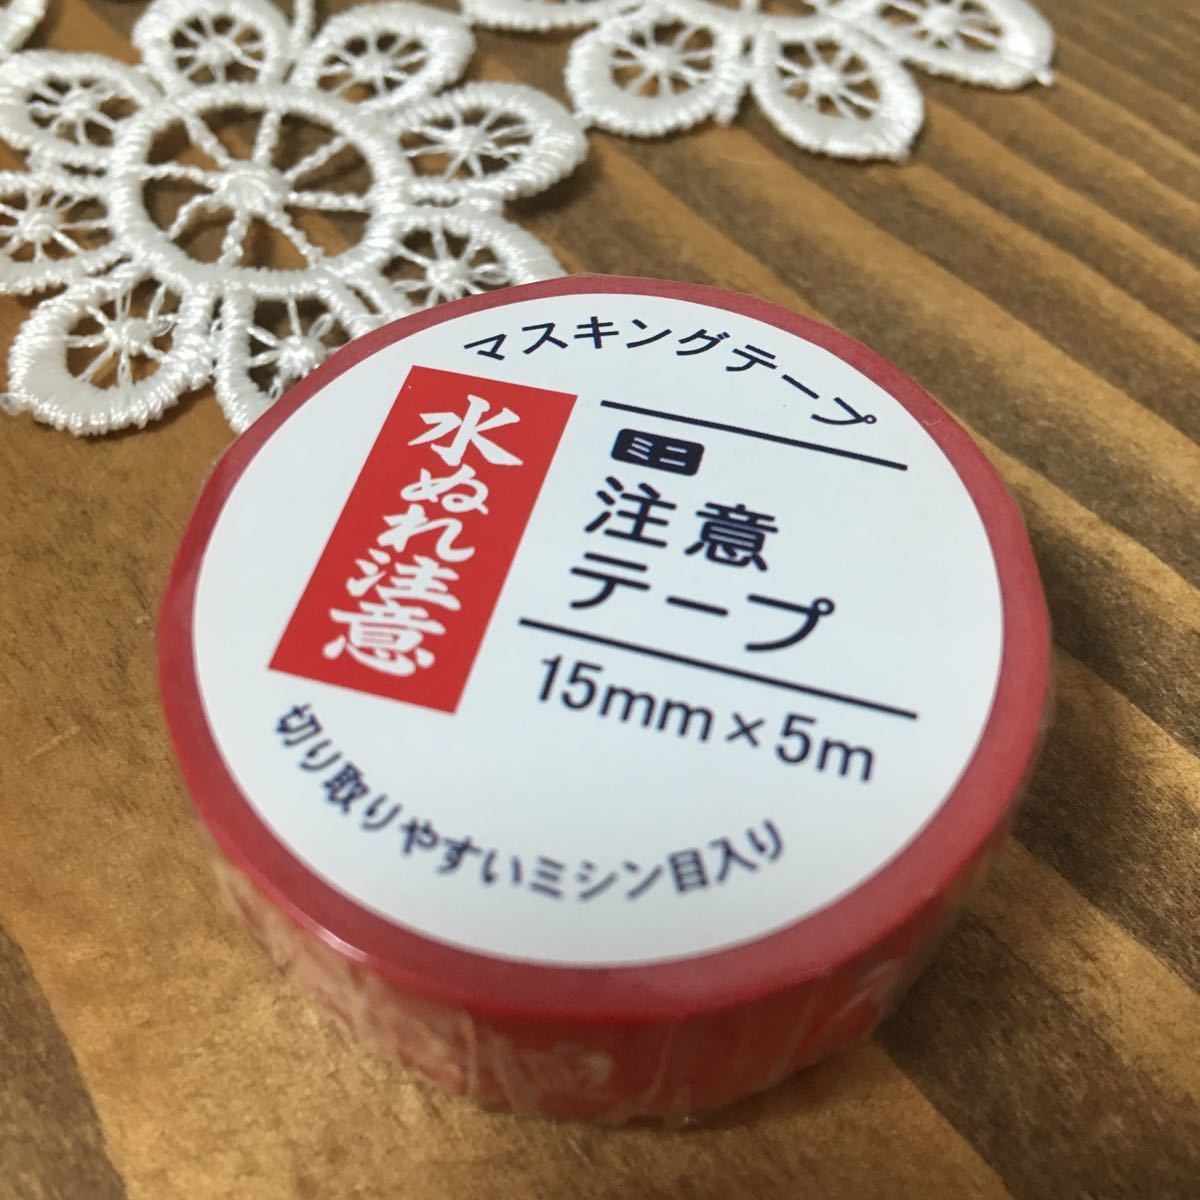 マスキングテープ
水ぬれ注意
ミニ
注意
テープ
15mm×5m
切り取りやすいミシン目入り